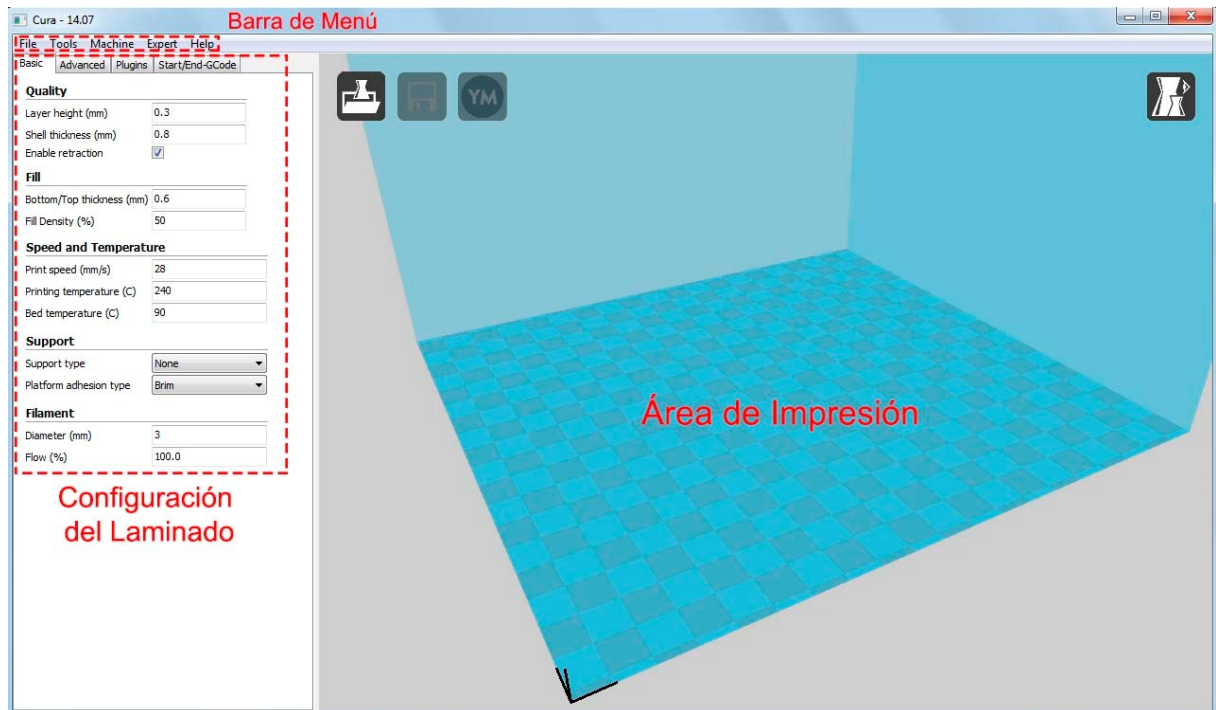 Cura - 14.07
Barra de Menú
File Tools Machine Expert Help
Basic Advanced Plugins Start/End-GCode
Quality
Layer height (mm) 0.3
Shell thickness (mm) 0.8
Enable retraction
Fill
Bottom/Top thickness (mm) 0.6
Fill Density (%) 50
Speed and Temperature
Print speed (mm/s) 28
Printing temperature (C) 240
Bed temperature (C) 90
Support
Support type None
Platform adhesion type Brim
Filament
Diameter (mm) 3
Flow (%) 100.0
Configuración
del Laminado
YM
Área de Impresión